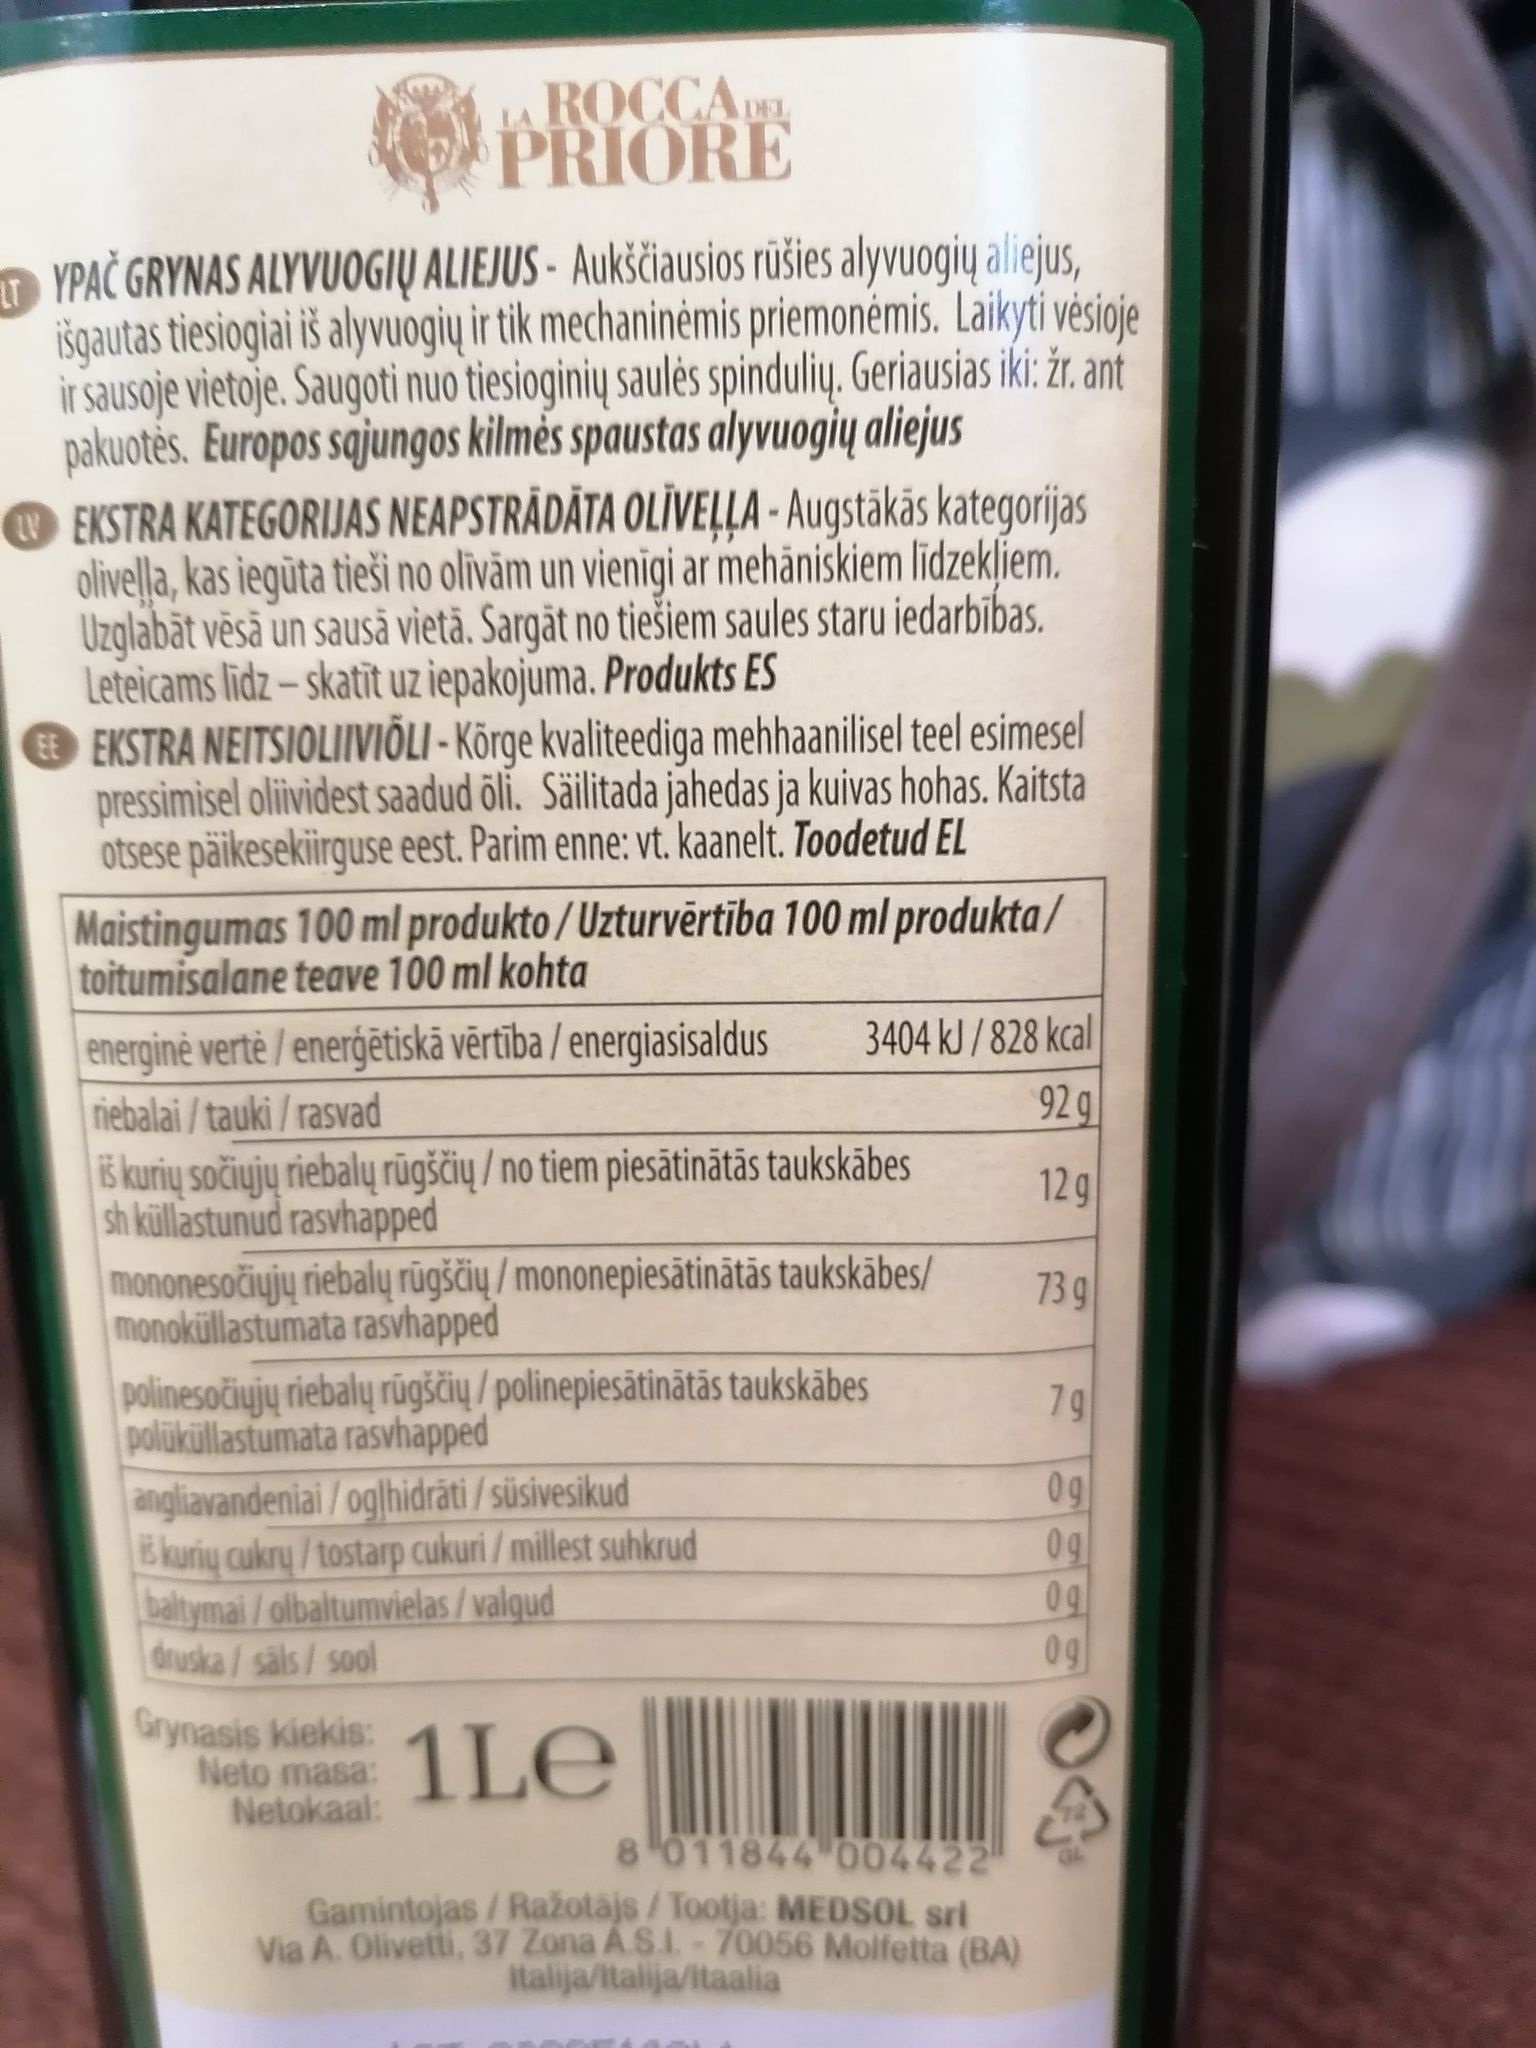 LA ROCCA DEL
PRIORE
LT YPAČ GRYNAS ALYVUOGIŲ ALIEJUS - Aukščiausios rūšies alyvuogių aliejus,
išgautas tiesiogiai iš alyvuogių ir tik mechaninėmis priemonėmis. Laikyti vėsioje
ir sausoje vietoje. Saugoti nuo tiesioginių saulės spindulių. Geriausias iki: žr. ant
pakuotės. Europos sąjungos kilmės spaustas alyvuogių aliejus
LV EKSTRA KATEGORIJAS NEAPSTRĀDĀTA OLĪVEĻĻA - Augstākās kategorijas
oliveļļa, kas iegūta tieši no olīvām un vienīgi ar mehāniskiem līdzekļiem.
Uzglabāt vēsā un sausā vietā. Sargāt no tiešiem saules staru iedarbības.
Leteicams līdz – skatīt uz iepakojuma. Produkts ES
EE EKSTRA NEITSIOLIIVIÕLI - Kõrge kvaliteediga mehhaanilisel teel esimesel
pressimisel oliividest saadud õli. Säilitada jahedas ja kuivas hohas. Kaitsta
otsese päikesekiirguse eest. Parim enne: vt. kaanelt. Toodetud EL
Maistingumas 100 ml produkto / Uzturvērtība 100 ml produkta /
toitumisalane teave 100 ml kohta
energinė vertė / enerģētiskā vērtība / energiasisaldus 3404 kJ / 828 kcal
riebalai / tauki / rasvad 92 g
iš kurių sočiųjų riebalų rūgščių / no tiem piesātinātās taukskābes 12 g
sh küllastunud rasvhapped
mononesočiųjų riebalų rūgščių / mononepiesātinātās taukskābes/ 73 g
monoküllastumata rasvhapped
polinesočiųjų riebalų rūgščių / polinepiesātinātās taukskābes 7 g
polüküllastumata rasvhapped
angliavandeniai / ogļhidrāti / süsivesikud 0 g
iš kurių cukrų / tostarp cukuri / millest suhkrud 0 g
baltymai / olbaltumvielas / valgud 0 g
druska / sāls / sool 0 g
Grynasis kiekis:
Neto masa:
Netokaal:
1L e
8 011844 004422
72
GL
Gamintojas / Ražotājs / Tootja: MEDSOL srl
Via A. Olivetti, 37 Zona A.S.I. - 70056 Molfetta (BA)
Italija/Itālija/Itaalia